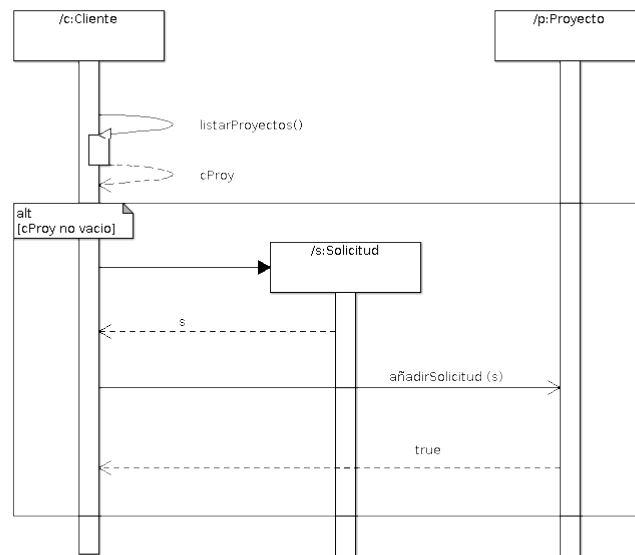 /c:Cliente
/p:Proyecto
listarProyectos()
cProy
alt
[cProy no vacio]
/s:Solicitud
s
añadirSolicitud (s)
true